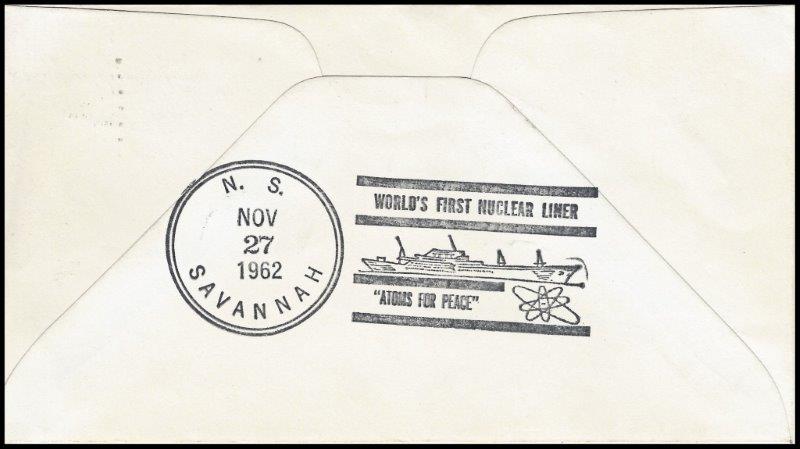 N. S.
NOV
27
1962
SAVANNAH
WORLD'S FIRST NUCLEAR LINER
"ATOMS FOR PEACE"